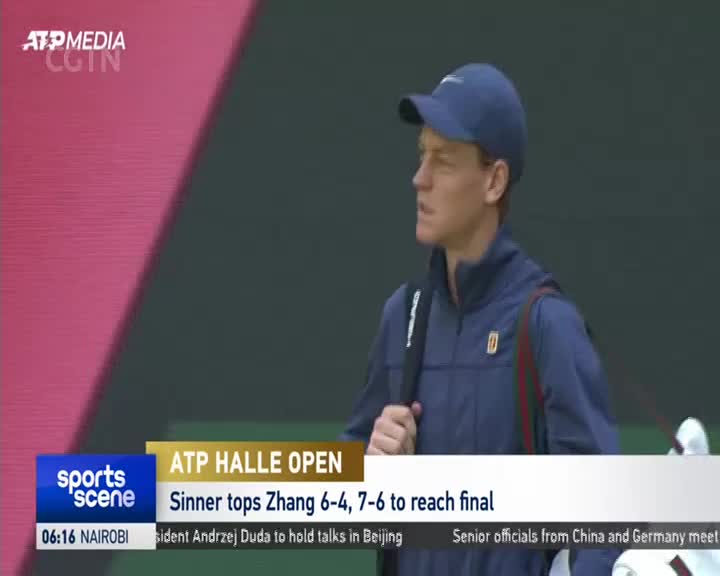 ATP MEDIA
CGTN
ATP HALLE OPEN
sports
scene
Sinner tops Zhang 6-4, 7-6 to reach final
06:16 NAIROBI
sident Andrzej Duda to hold talks in Beijing Senior officials from China and Germany meet